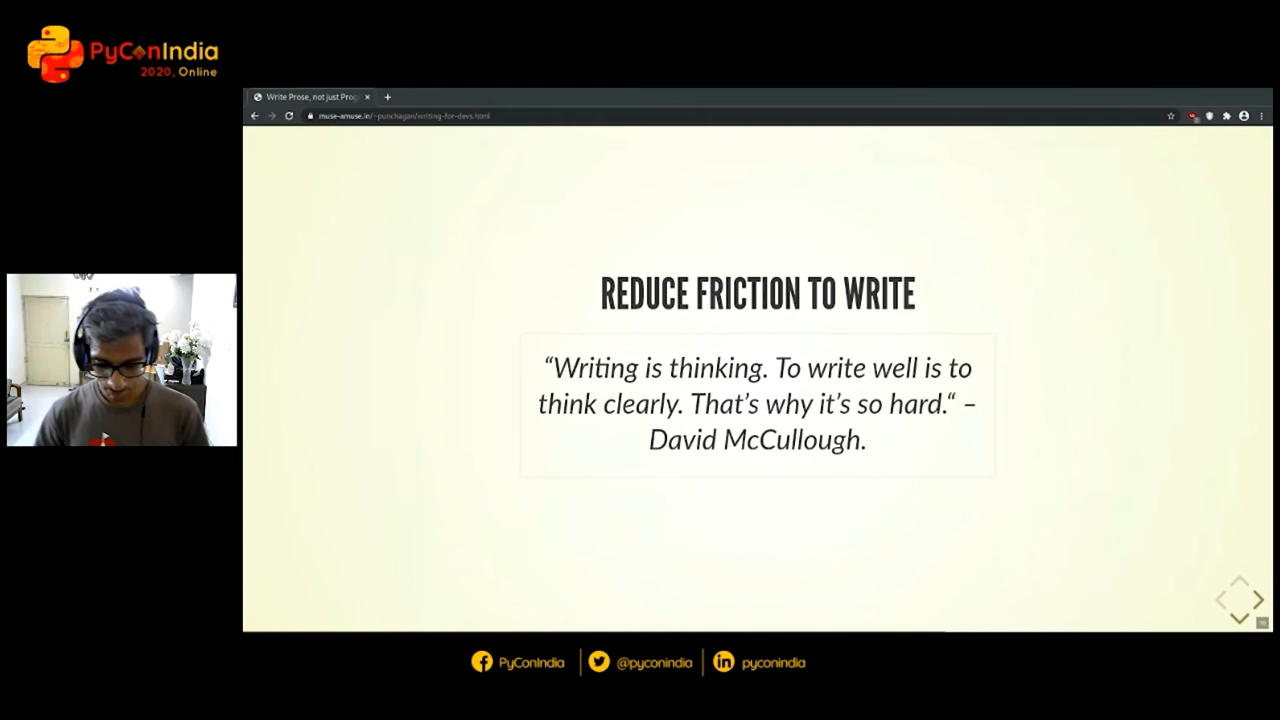 PyConIndia
2020, Online
Write Prose, not just Prog
muse-amuse.in/~punchagan/writing-for-devs.html
REDUCE FRICTION TO WRITE
“Writing is thinking. To write well is to
think clearly. That’s why it’s so hard.“ –
David McCullough.
PyConIndia
@pyconindia
pyconindia